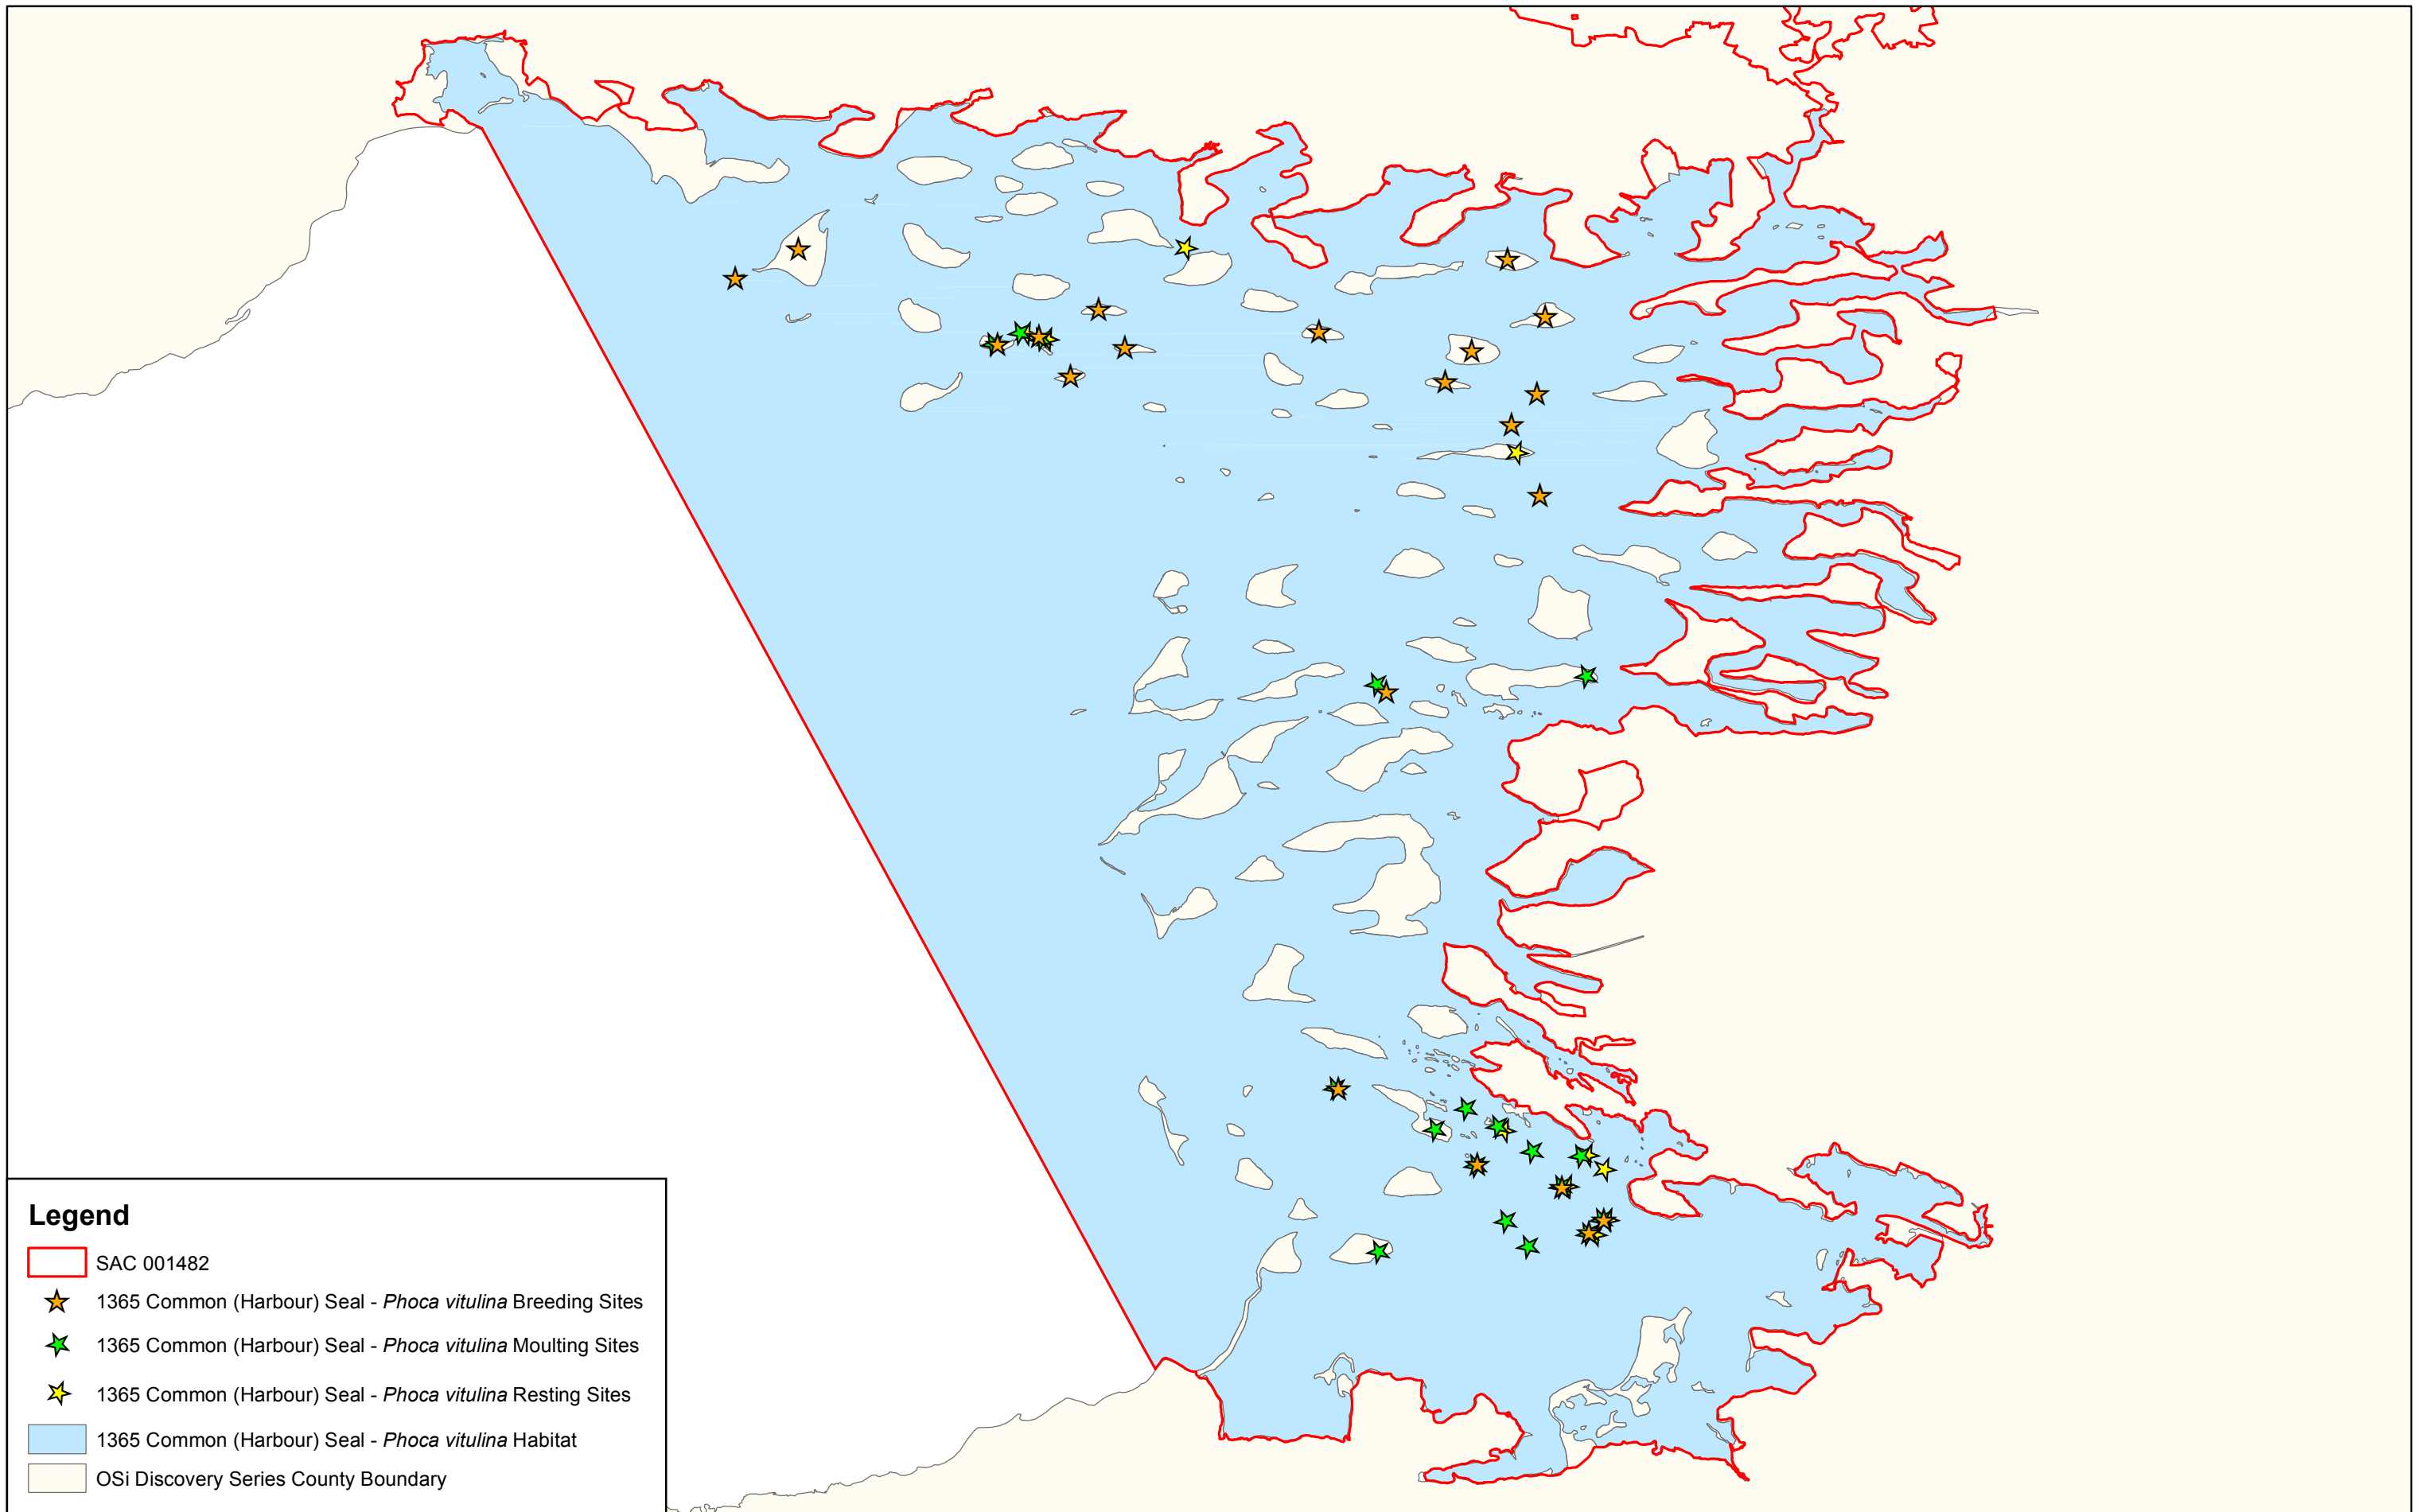 Legend
SAC 001482
1365 Common (Harbour) Seal - Phoca vitulina Breeding Sites
1365 Common (Harbour) Seal - Phoca vitulina Moulting Sites
1365 Common (Harbour) Seal - Phoca vitulina Resting Sites
1365 Common (Harbour) Seal - Phoca vitulina Habitat
OSi Discovery Series County Boundary